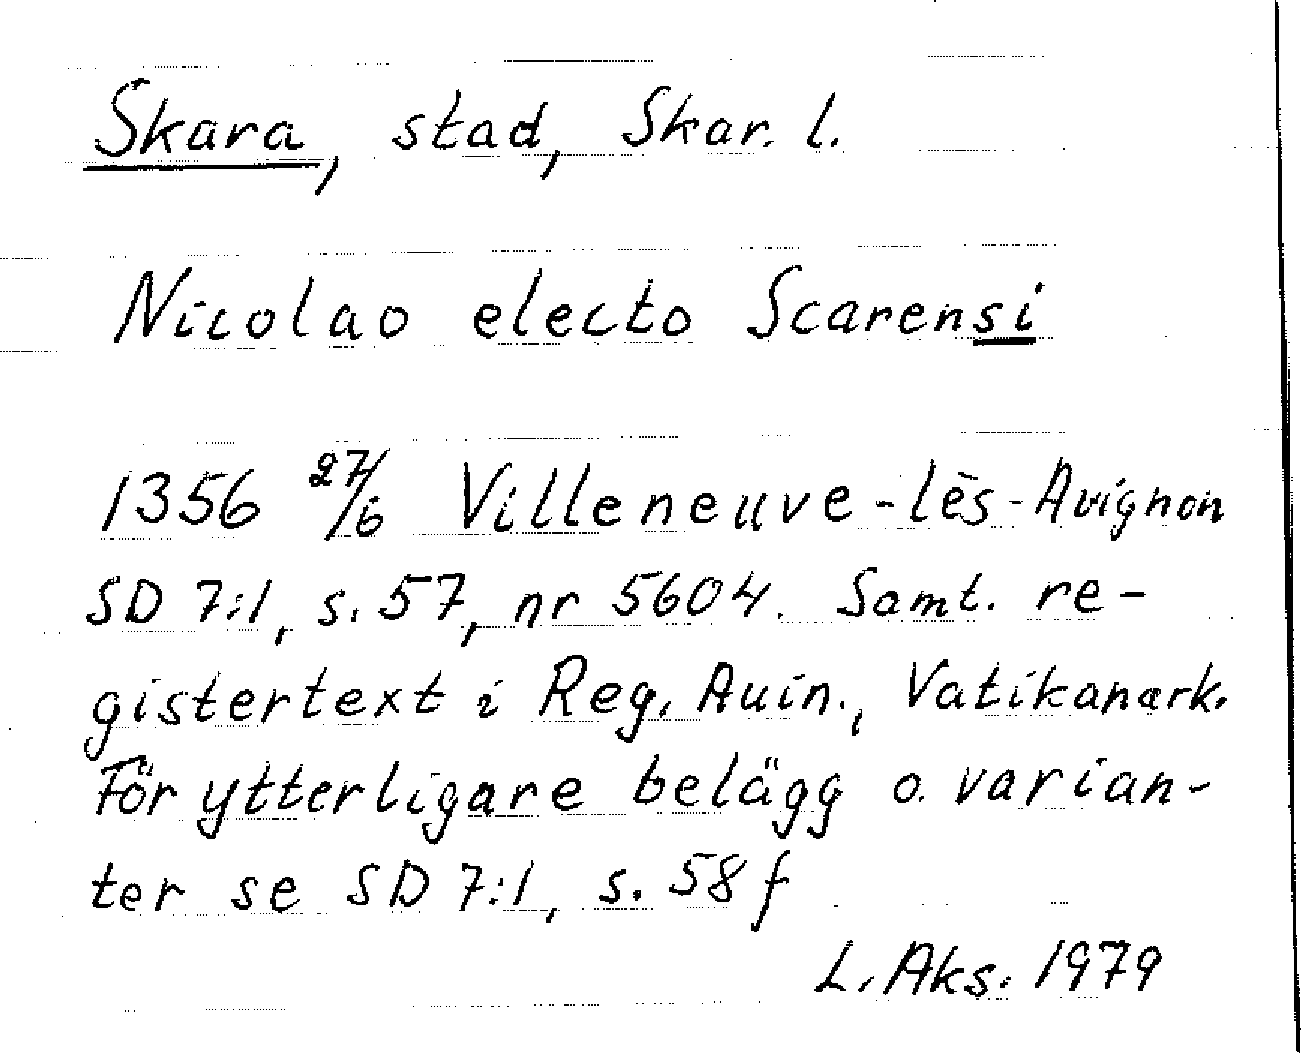 Skara, stad, Skar. l.
Nicolao electo Scarensi
1356 27/6 Villeneuve-lès-Avignon
SD 7:1, s. 57, nr 5604. Samt. re-
gistertext i Reg. Auin., Vatikanark.
För ytterligare belägg o. varian-
ter se SD 7:1, s. 58 f
L. Aks. 1979